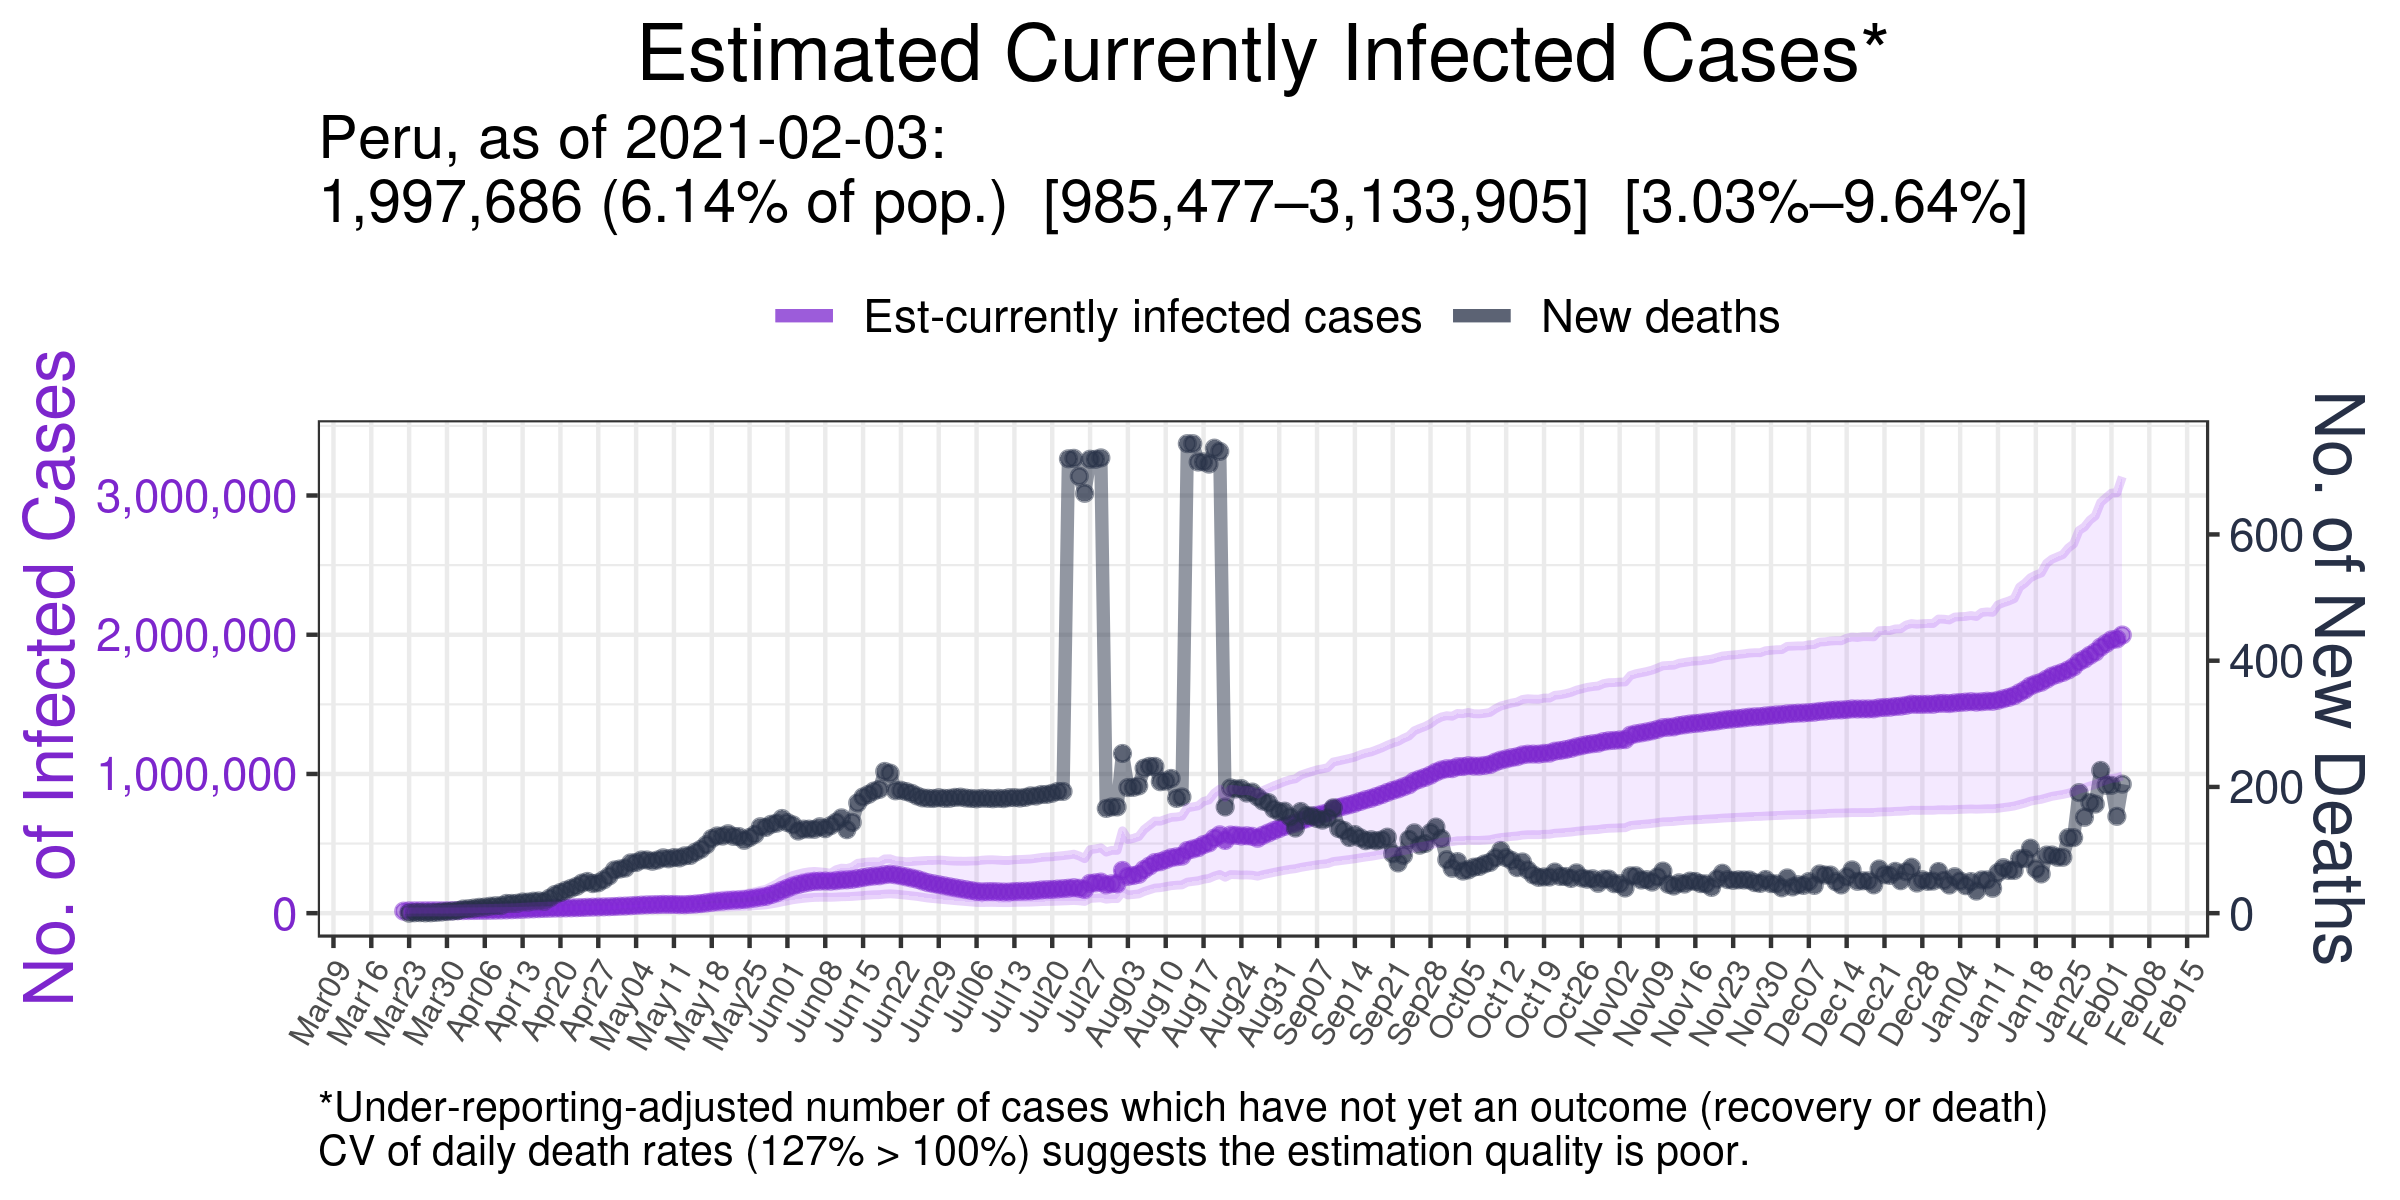 Estimated Currently Infected Cases*
Peru, as of 2021-02-03:
1,997,686 (6.14% of pop.) [985,477–3,133,905] [3.03%–9.64%]
Est-currently infected cases
New deaths
No. of Infected Cases
3,000,000
2,000,000
1,000,000
0
No. of New Deaths
600
400
200
0
Mar09
Mar16
Mar23
Mar30
Apr06
Apr13
Apr20
Apr27
May04
May11
May18
May25
Jun01
Jun08
Jun15
Jun22
Jun29
Jul06
Jul13
Jul20
Jul27
Aug03
Aug10
Aug17
Aug24
Aug31
Sep07
Sep14
Sep21
Sep28
Oct05
Oct12
Oct19
Oct26
Nov02
Nov09
Nov16
Nov23
Nov30
Dec07
Dec14
Dec21
Dec28
Jan04
Jan11
Jan18
Jan25
Feb01
Feb08
Feb15
*Under-reporting-adjusted number of cases which have not yet an outcome (recovery or death)
CV of daily death rates (127% > 100%) suggests the estimation quality is poor.